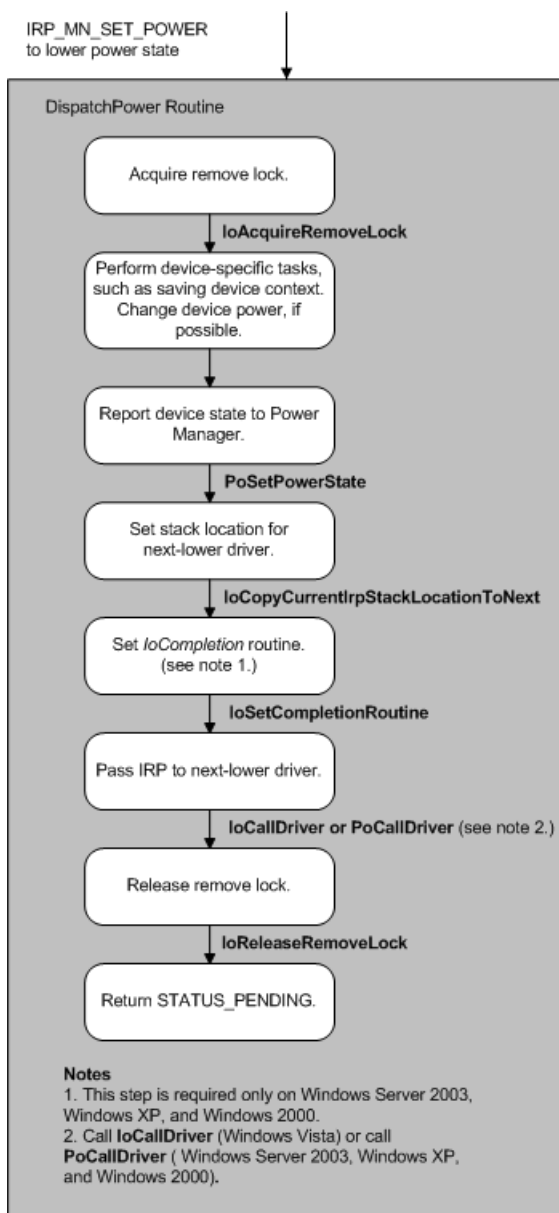 IRP_MN_SET_POWER
to lower power state
DispatchPower Routine
Acquire remove lock.
IoAcquireRemoveLock
Perform device-specific tasks,
such as saving device context.
Change device power, if
possible.
Report device state to Power
Manager.
PoSetPowerState
Set stack location for
next-lower driver.
IoCopyCurrentIrpStackLocationToNext
Set IoCompletion routine.
(see note 1.)
IoSetCompletionRoutine
Pass IRP to next-lower driver.
IoCallDriver or PoCallDriver (see note 2.)
Release remove lock.
IoReleaseRemoveLock
Return STATUS_PENDING.
Notes
1. This step is required only on Windows Server 2003,
Windows XP, and Windows 2000.
2. Call IoCallDriver (Windows Vista) or call
PoCallDriver ( Windows Server 2003, Windows XP,
and Windows 2000).